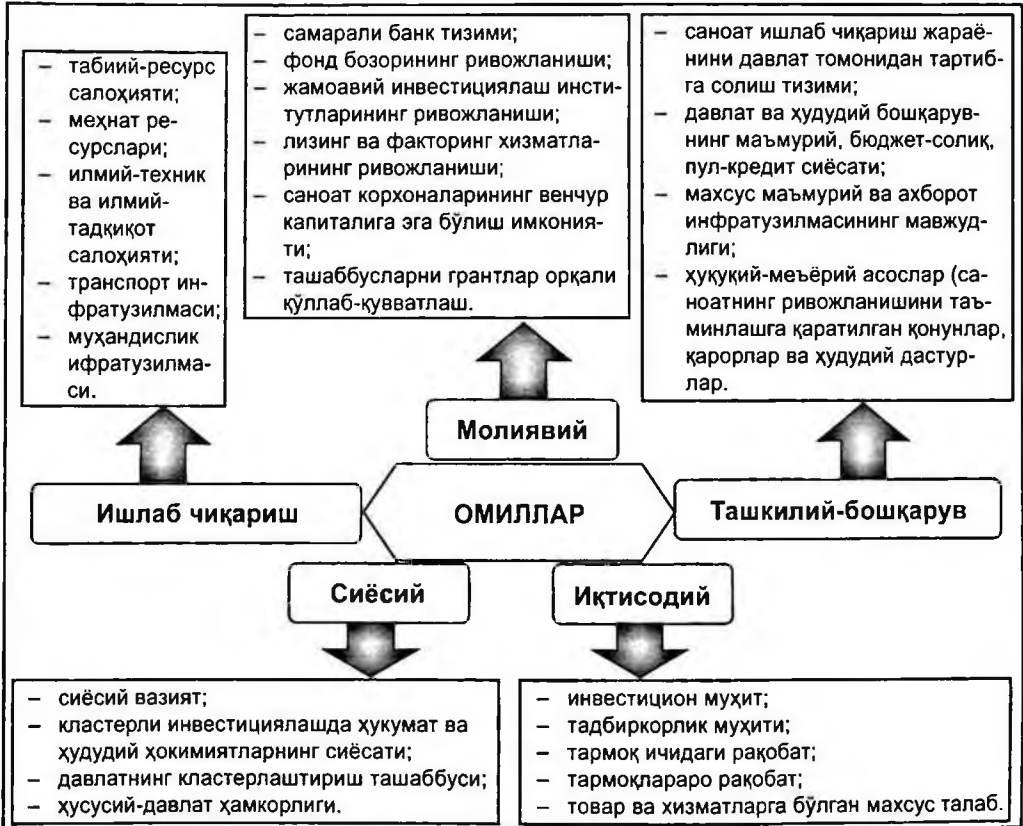 – табиий-ресурс
салоҳияти;
– меҳнат ре-
сурслари;
– илмий-техник
ва илмий-
тадқиқот
салоҳияти;
– транспорт ин-
фратузилмаси;
– муҳандислик
ифратузилма-
си.
– самарали банк тизими;
– фонд бозорининг ривожланиши;
– жамоавий инвестициялаш инсти-
тутларининг ривожланиши;
– лизинг ва факторинг хизматла-
рининг ривожланиши;
– саноат корхоналарининг венчур
капиталига эга бўлиш имкония-
ти;
– ташаббусларни грантлар орқали
қўллаб-қувватлаш.
– саноат ишлаб чиқариш жараё-
нини давлат томонидан тартиб-
га солиш тизими;
– давлат ва ҳудудий бошқарув-
нинг маъмурий, бюджет-солиқ,
пул-кредит сиёсати;
– махсус маъмурий ва ахборот
инфратузилмасининг мавжуд-
лиги;
– ҳуқуқий-меъёрий асослар (са-
ноатнинг ривожланишини таъ-
минлашга қаратилган қонунлар,
қарорлар ва ҳудудий дастур-
лар.
Молиявий
Ишлаб чиқариш
ОМИЛЛАР
Ташкилий-бошқарув
Сиёсий
Иқтисодий
– сиёсий вазият;
– кластерли инвестициялашда ҳукумат ва
ҳудудий ҳокимиятларнинг сиёсати;
– давлатнинг кластерлаштириш ташаббуси;
– ҳусусий-давлат ҳамкорлиги.
– инвестицион муҳит;
– тадбиркорлик муҳити;
– тармоқ ичидаги рақобат;
– тармоқлараро рақобат;
– товар ва хизматларга бўлган махсус талаб.